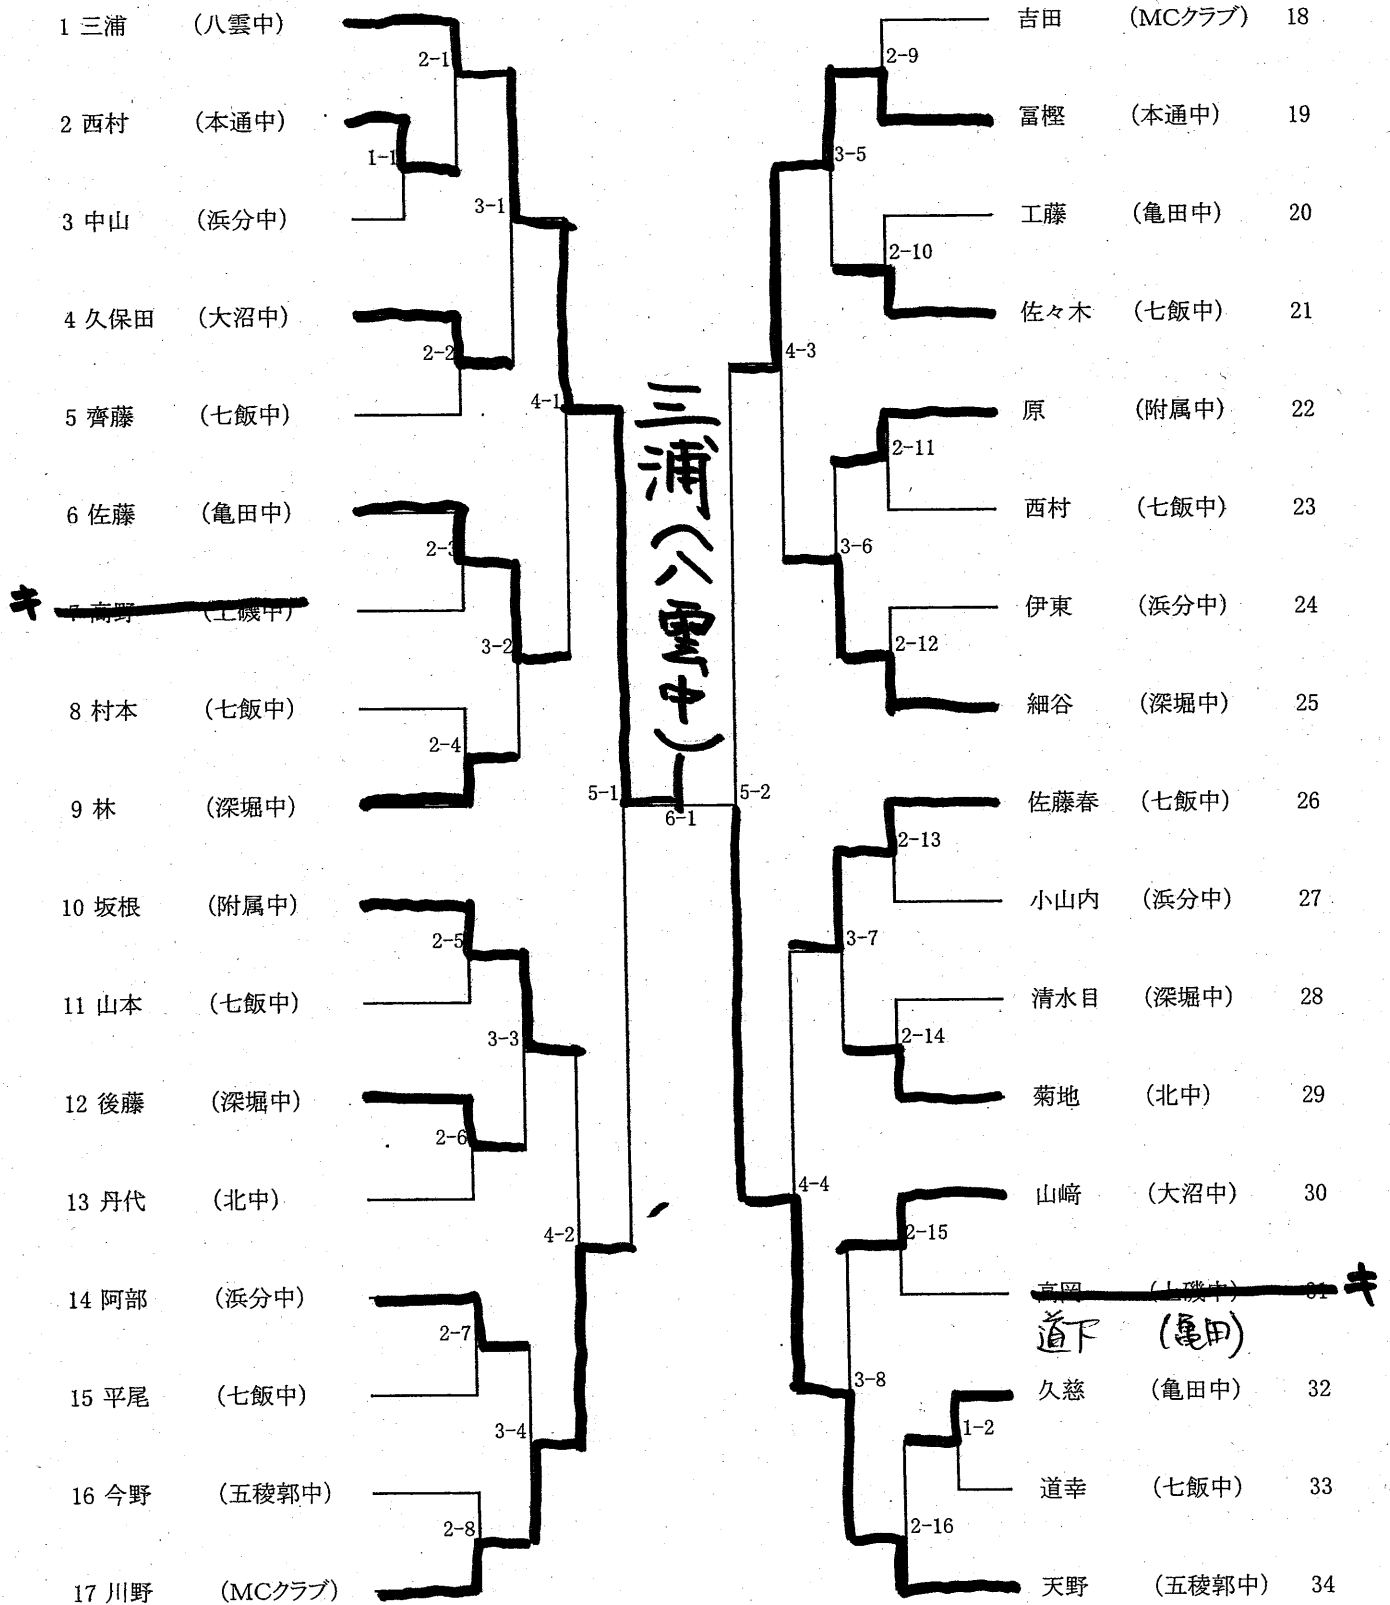 1 三浦 (八雲中)
2-1
2 西村 (本通中)
1-1
3 中山 (浜分中)
3-1
4 久保田 (大沼中)
2-2
5 齊藤 (七飯中)
4-1
6 佐藤 (亀田中)
2-3
キ 7 高野 (上磯中)
3-2
8 村本 (七飯中)
2-4
9 林 (深堀中)
5-1
10 坂根 (附属中)
2-5
11 山本 (七飯中)
3-3
12 後藤 (深堀中)
2-6
13 丹代 (北中)
4-2
14 阿部 (浜分中)
2-7
15 平尾 (七飯中)
3-4
16 今野 (五稜郭中)
2-8
17 川野 (MCクラブ)
三浦(八雲中)
6-1
吉田 (MCクラブ) 18
2-9
冨樫 (本通中) 19
3-5
工藤 (亀田中) 20
2-10
佐々木 (七飯中) 21
4-3
原 (附属中) 22
2-11
西村 (七飯中) 23
3-6
伊東 (浜分中) 24
2-12
細谷 (深堀中) 25
5-2
佐藤春 (七飯中) 26
2-13
小山内 (浜分中) 27
3-7
清水目 (深堀中) 28
2-14
菊地 (北中) 29
4-4
山﨑 (大沼中) 30
2-15
高岡 (上磯中) 31 キ
道下 (亀田)
3-8
久慈 (亀田中) 32
1-2
道幸 (七飯中) 33
2-16
天野 (五稜郭中) 34